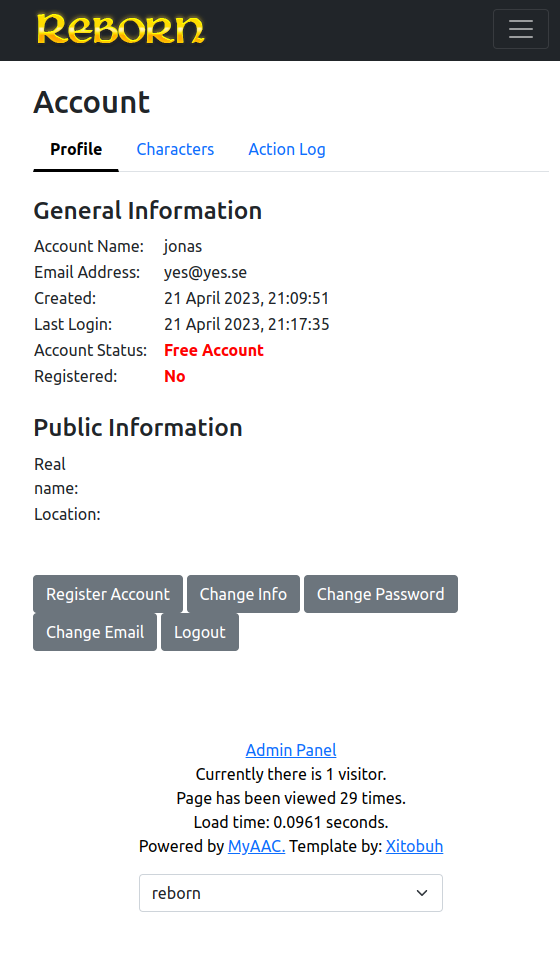 Reborn
Account
Profile Characters Action Log
General Information
Account Name: jonas
Email Address: yes@yes.se
Created: 21 April 2023, 21:09:51
Last Login: 21 April 2023, 21:17:35
Account Status: Free Account
Registered: No
Public Information
Real
name:
Location:
Register Account Change Info Change Password
Change Email Logout
Admin Panel
Currently there is 1 visitor.
Page has been viewed 29 times.
Load time: 0.0961 seconds.
Powered by MyAAC. Template by: Xitobuh
reborn